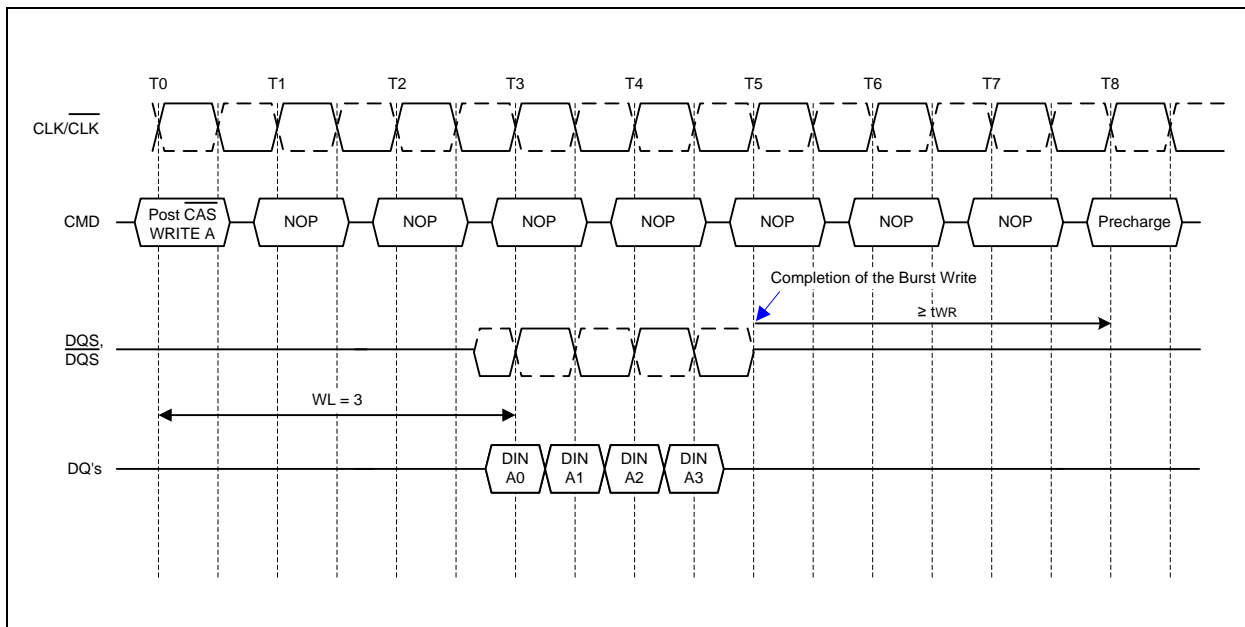 T0 T1 T2 T3 T4 T5 T6 T7 T8
CLK/CLK
CMD
Post CAS
WRITE A
NOP NOP NOP NOP NOP NOP NOP Precharge
Completion of the Burst Write
≥ tWR
DQS,
DQS
WL = 3
DQ's
DIN DIN DIN DIN
A0 A1 A2 A3